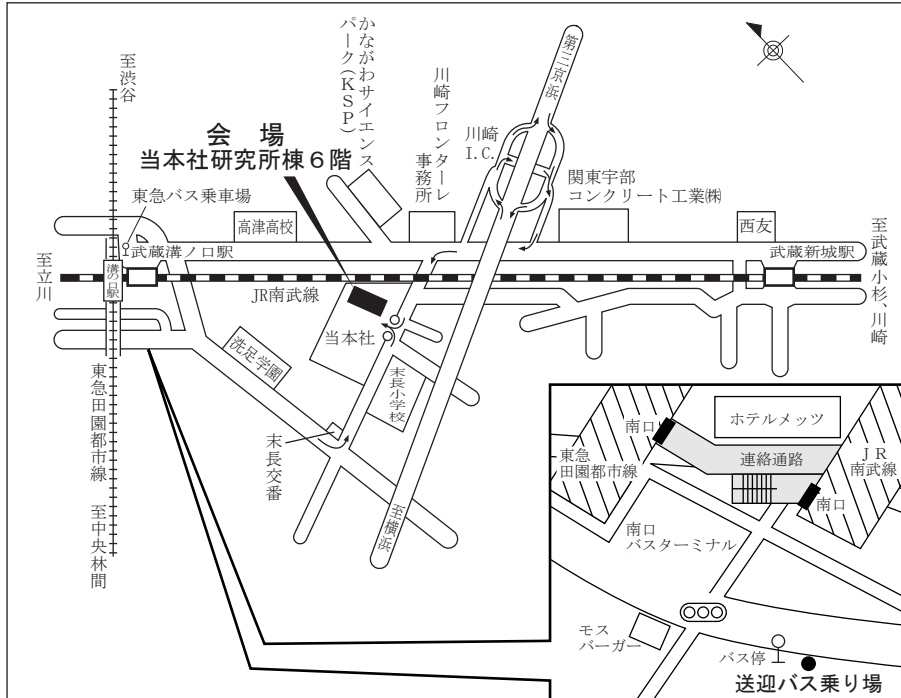 至渋谷
かながわサイエンス
パーク(KSP)
川崎フロンターレ
事務所
第三京浜
川崎
I.C.
会 場
当本社研究所棟６階
東急バス乗車場
高津高校
関東宇部
コンクリート工業㈱
西友
武蔵溝ノ口駅
武蔵新城駅
至武蔵小杉、川崎
至立川
溝の口駅
JR南武線
当本社
洗足学園
末長小学校
末長交番
至横浜
東急田園都市線
至中央林間
ホテルメッツ
南口
連絡通路
東急
田園都市線
ＪＲ
南武線
南口
南口
バスターミナル
モス
バーガー
バス停
送迎バス乗り場